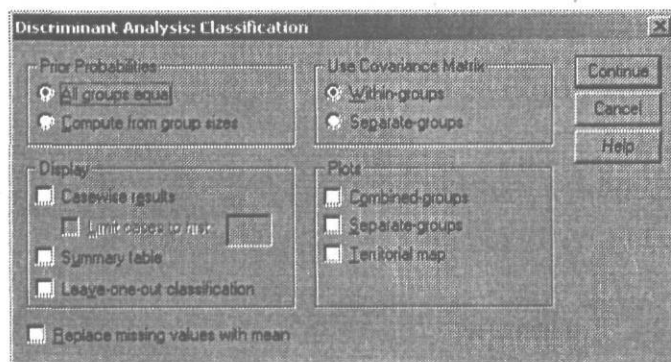 Discriminant Analysis: Classification
Prior Probabilities
All groups equal
Compute from group sizes
Use Covariance Matrix
Within-groups
Separate-groups
Continue
Cancel
Help
Display
Casewise results
Limit cases to first:
Summary table
Leave-one-out classification
Plots
Combined-groups
Separate-groups
Territorial map
Replace missing values with mean